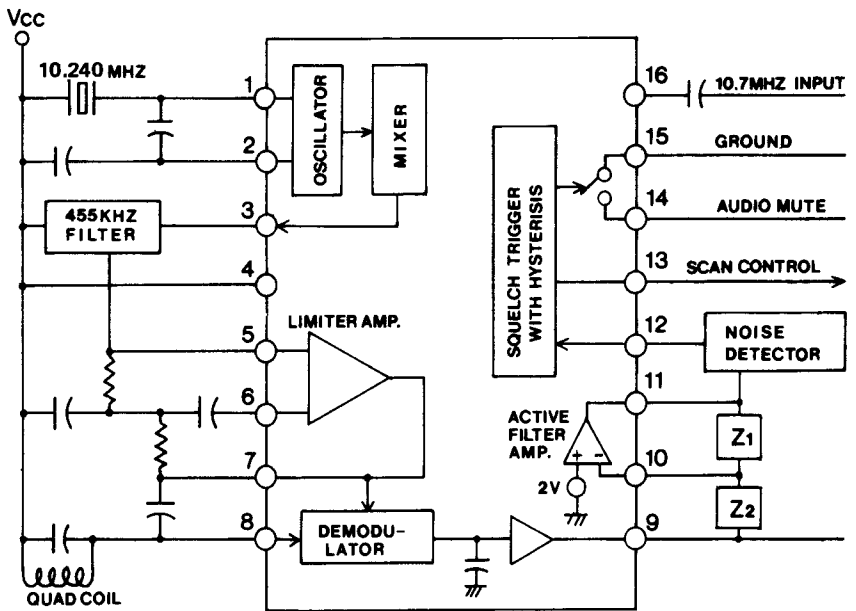 Vcc
10.240 MHZ
1
2
3
4
5
6
7
8
OSCILLATOR
MIXER
455KHZ
FILTER
LIMITER AMP.
DEMODU-
LATOR
QUAD COIL
SQUELCH TRIGGER
WITH HYSTERISIS
ACTIVE
FILTER
AMP.
+ -
2V
16
10.7MHZ INPUT
15
GROUND
14
AUDIO MUTE
13
SCAN CONTROL
12
NOISE
DETECTOR
11
Z1
10
Z2
9